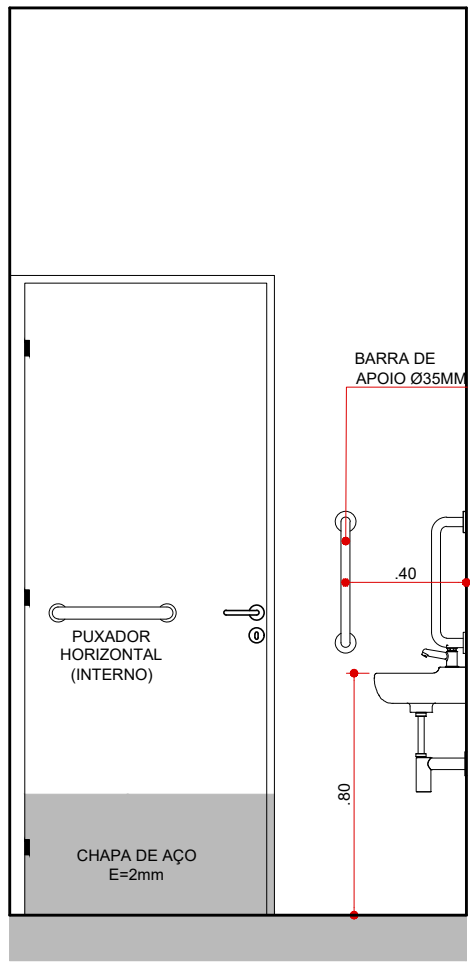 BARRA DE
APOIO Ø35MM
.40
PUXADOR
HORIZONTAL
(INTERNO)
.80
CHAPA DE AÇO
E=2mm